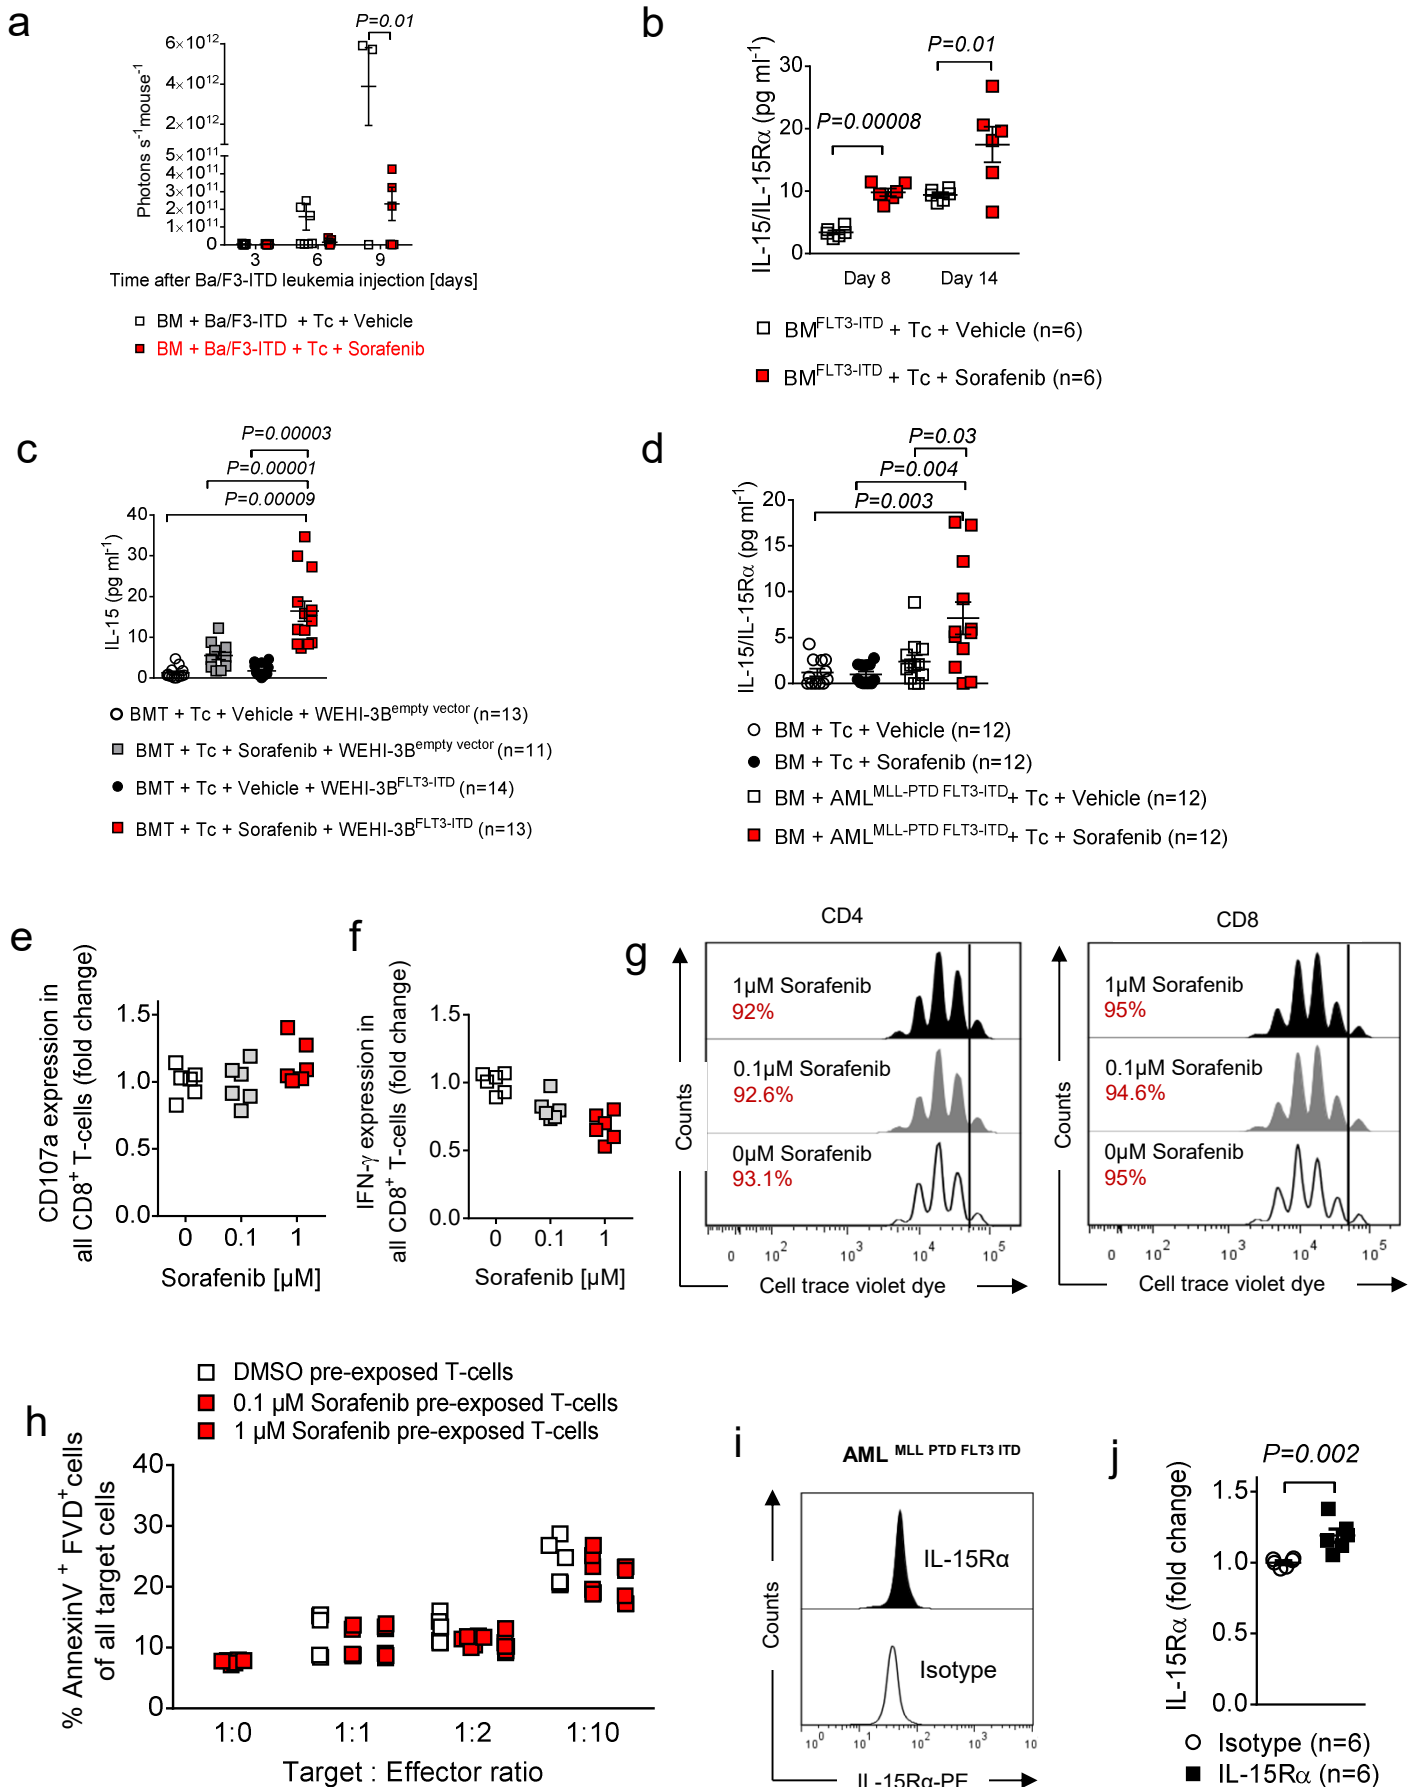 a
P=0.01
6×10¹²
4×10¹²
2×10¹²
5×10¹¹
4×10¹¹
3×10¹¹
2×10¹¹
1×10¹¹
0
Photons s⁻¹mouse⁻¹
3 6 9
Time after Ba/F3-ITD leukemia injection [days]
BM + Ba/F3-ITD + Tc + Vehicle
BM + Ba/F3-ITD + Tc + Sorafenib
b
P=0.01
P=0.00008
30
20
10
0
IL-15/IL-15Rα (pg ml⁻¹)
Day 8 Day 14
BM^FLT3-ITD + Tc + Vehicle (n=6)
BM^FLT3-ITD + Tc + Sorafenib (n=6)
c
P=0.00003
P=0.00001
P=0.00009
40
30
20
10
0
IL-15 (pg ml⁻¹)
BMT + Tc + Vehicle + WEHI-3B^empty vector (n=13)
BMT + Tc + Sorafenib + WEHI-3B^empty vector (n=11)
BMT + Tc + Vehicle + WEHI-3B^FLT3-ITD (n=14)
BMT + Tc + Sorafenib + WEHI-3B^FLT3-ITD (n=13)
d
P=0.03
P=0.004
P=0.003
20
15
10
5
0
IL-15/IL-15Rα (pg ml⁻¹)
BM + Tc + Vehicle (n=12)
BM + Tc + Sorafenib (n=12)
BM + AML^MLL-PTD FLT3-ITD + Tc + Vehicle (n=12)
BM + AML^MLL-PTD FLT3-ITD + Tc + Sorafenib (n=12)
e
CD107a expression in
all CD8⁺ T-cells (fold change)
1.5
1.0
0.5
0.0
0 0.1 1
Sorafenib [µM]
f
IFN-γ expression in
all CD8⁺ T-cells (fold change)
1.5
1.0
0.5
0.0
0 0.1 1
Sorafenib [µM]
g
CD4
1µM Sorafenib
92%
0.1µM Sorafenib
92.6%
0µM Sorafenib
93.1%
Counts
0 10² 10³ 10⁴ 10⁵
Cell trace violet dye
CD8
1µM Sorafenib
95%
0.1µM Sorafenib
94.6%
0µM Sorafenib
95%
Counts
0 10² 10³ 10⁴ 10⁵
Cell trace violet dye
h
DMSO pre-exposed T-cells
0.1 µM Sorafenib pre-exposed T-cells
1 µM Sorafenib pre-exposed T-cells
% AnnexinV⁺ FVD⁺cells
of all target cells
40
30
20
10
0
1:0 1:1 1:2 1:10
Target : Effector ratio
i
AML MLL PTD FLT3 ITD
IL-15Rα
Isotype
Counts
10⁰ 10¹ 10² 10³ 10
IL-15Rα-PE
j
P=0.002
IL-15Rα (fold change)
1.5
1.0
0.5
0.0
Isotype (n=6)
IL-15Rα (n=6)